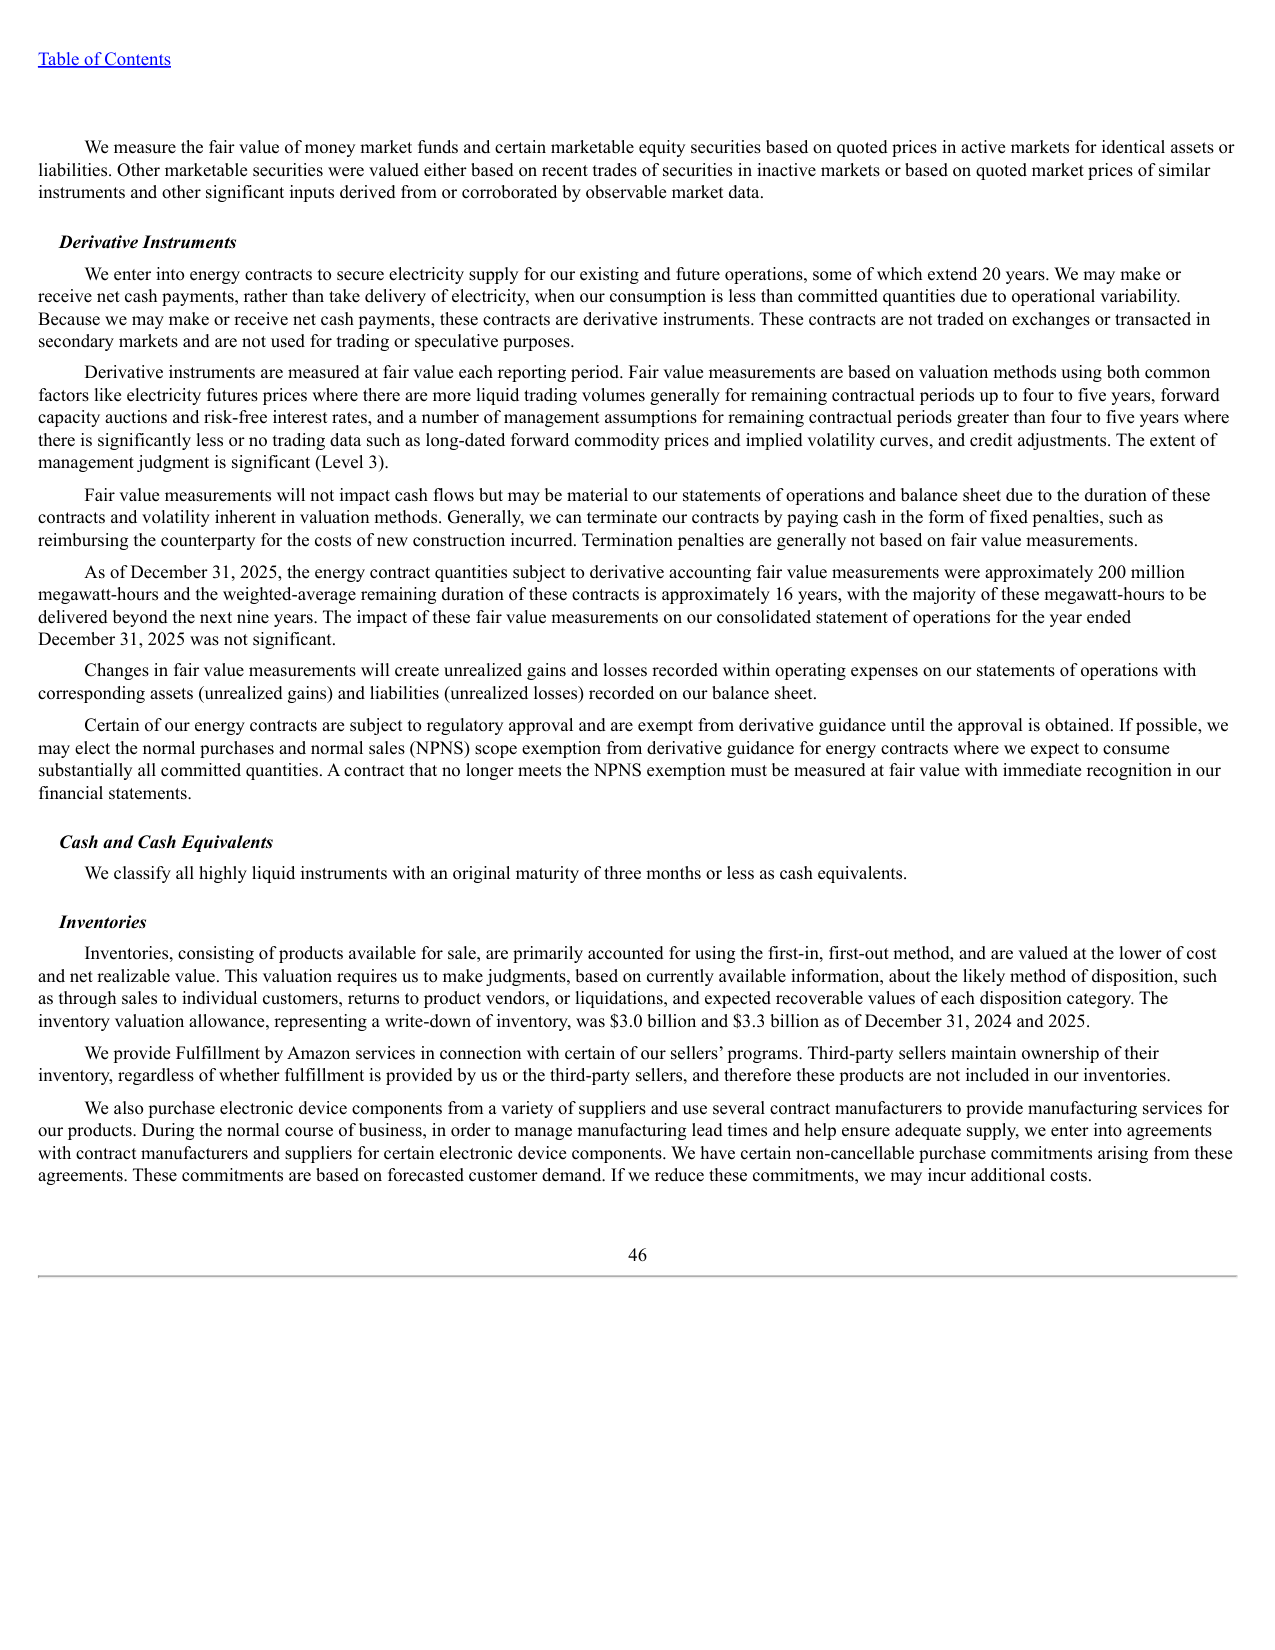 Table of Contents
We measure the fair value of money market funds and certain marketable equity securities based on quoted prices in active markets for identical assets or
liabilities. Other marketable securities were valued either based on recent trades of securities in inactive markets or based on quoted market prices of similar
instruments and other significant inputs derived from or corroborated by observable market data.
Derivative Instruments
We enter into energy contracts to secure electricity supply for our existing and future operations, some of which extend 20 years. We may make or
receive net cash payments, rather than take delivery of electricity, when our consumption is less than committed quantities due to operational variability.
Because we may make or receive net cash payments, these contracts are derivative instruments. These contracts are not traded on exchanges or transacted in
secondary markets and are not used for trading or speculative purposes.
Derivative instruments are measured at fair value each reporting period. Fair value measurements are based on valuation methods using both common
factors like electricity futures prices where there are more liquid trading volumes generally for remaining contractual periods up to four to five years, forward
capacity auctions and risk-free interest rates, and a number of management assumptions for remaining contractual periods greater than four to five years where
there is significantly less or no trading data such as long-dated forward commodity prices and implied volatility curves, and credit adjustments. The extent of
management judgment is significant (Level 3).
Fair value measurements will not impact cash flows but may be material to our statements of operations and balance sheet due to the duration of these
contracts and volatility inherent in valuation methods. Generally, we can terminate our contracts by paying cash in the form of fixed penalties, such as
reimbursing the counterparty for the costs of new construction incurred. Termination penalties are generally not based on fair value measurements.
As of December 31, 2025, the energy contract quantities subject to derivative accounting fair value measurements were approximately 200 million
megawatt-hours and the weighted-average remaining duration of these contracts is approximately 16 years, with the majority of these megawatt-hours to be
delivered beyond the next nine years. The impact of these fair value measurements on our consolidated statement of operations for the year ended
December 31, 2025 was not significant.
Changes in fair value measurements will create unrealized gains and losses recorded within operating expenses on our statements of operations with
corresponding assets (unrealized gains) and liabilities (unrealized losses) recorded on our balance sheet.
Certain of our energy contracts are subject to regulatory approval and are exempt from derivative guidance until the approval is obtained. If possible, we
may elect the normal purchases and normal sales (NPNS) scope exemption from derivative guidance for energy contracts where we expect to consume
substantially all committed quantities. A contract that no longer meets the NPNS exemption must be measured at fair value with immediate recognition in our
financial statements.
Cash and Cash Equivalents
We classify all highly liquid instruments with an original maturity of three months or less as cash equivalents.
Inventories
Inventories, consisting of products available for sale, are primarily accounted for using the first-in, first-out method, and are valued at the lower of cost
and net realizable value. This valuation requires us to make judgments, based on currently available information, about the likely method of disposition, such
as through sales to individual customers, returns to product vendors, or liquidations, and expected recoverable values of each disposition category. The
inventory valuation allowance, representing a write-down of inventory, was $3.0 billion and $3.3 billion as of December 31, 2024 and 2025.
We provide Fulfillment by Amazon services in connection with certain of our sellers’ programs. Third-party sellers maintain ownership of their
inventory, regardless of whether fulfillment is provided by us or the third-party sellers, and therefore these products are not included in our inventories.
We also purchase electronic device components from a variety of suppliers and use several contract manufacturers to provide manufacturing services for
our products. During the normal course of business, in order to manage manufacturing lead times and help ensure adequate supply, we enter into agreements
with contract manufacturers and suppliers for certain electronic device components. We have certain non-cancellable purchase commitments arising from these
agreements. These commitments are based on forecasted customer demand. If we reduce these commitments, we may incur additional costs.
46